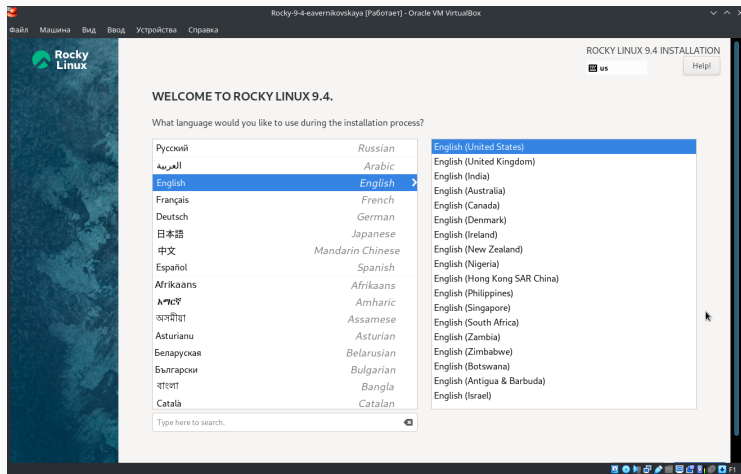 Rocky-9-4-eavernikovskaya [Работает] - Oracle VM VirtualBox
Файл Машина Вид Ввод Устройства Справка
Rocky
Linux
ROCKY LINUX 9.4 INSTALLATION
us
Help!
WELCOME TO ROCKY LINUX 9.4.
What language would you like to use during the installation process?
Русский Russian
العربية Arabic
English English
Français French
Deutsch German
日本語 Japanese
中文 Mandarin Chinese
Español Spanish
Afrikaans Afrikaans
አማርኛ Amharic
অসমীয়া Assamese
Asturianu Asturian
Беларуская Belarusian
Български Bulgarian
বাংলা Bangla
Català Catalan
Type here to search.
English (United States)
English (United Kingdom)
English (India)
English (Australia)
English (Canada)
English (Denmark)
English (Ireland)
English (New Zealand)
English (Nigeria)
English (Hong Kong SAR China)
English (Philippines)
English (Singapore)
English (South Africa)
English (Zambia)
English (Zimbabwe)
English (Botswana)
English (Antigua & Barbuda)
English (Israel)
F1